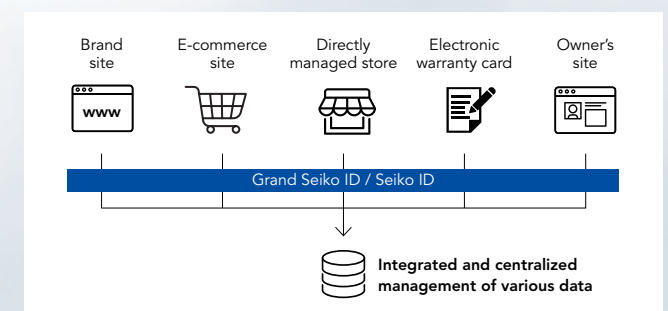 Brand
site
E-commerce
site
Directly
managed store
Electronic
warranty card
Owner's
site
www
Grand Seiko ID / Seiko ID
Integrated and centralized
management of various data